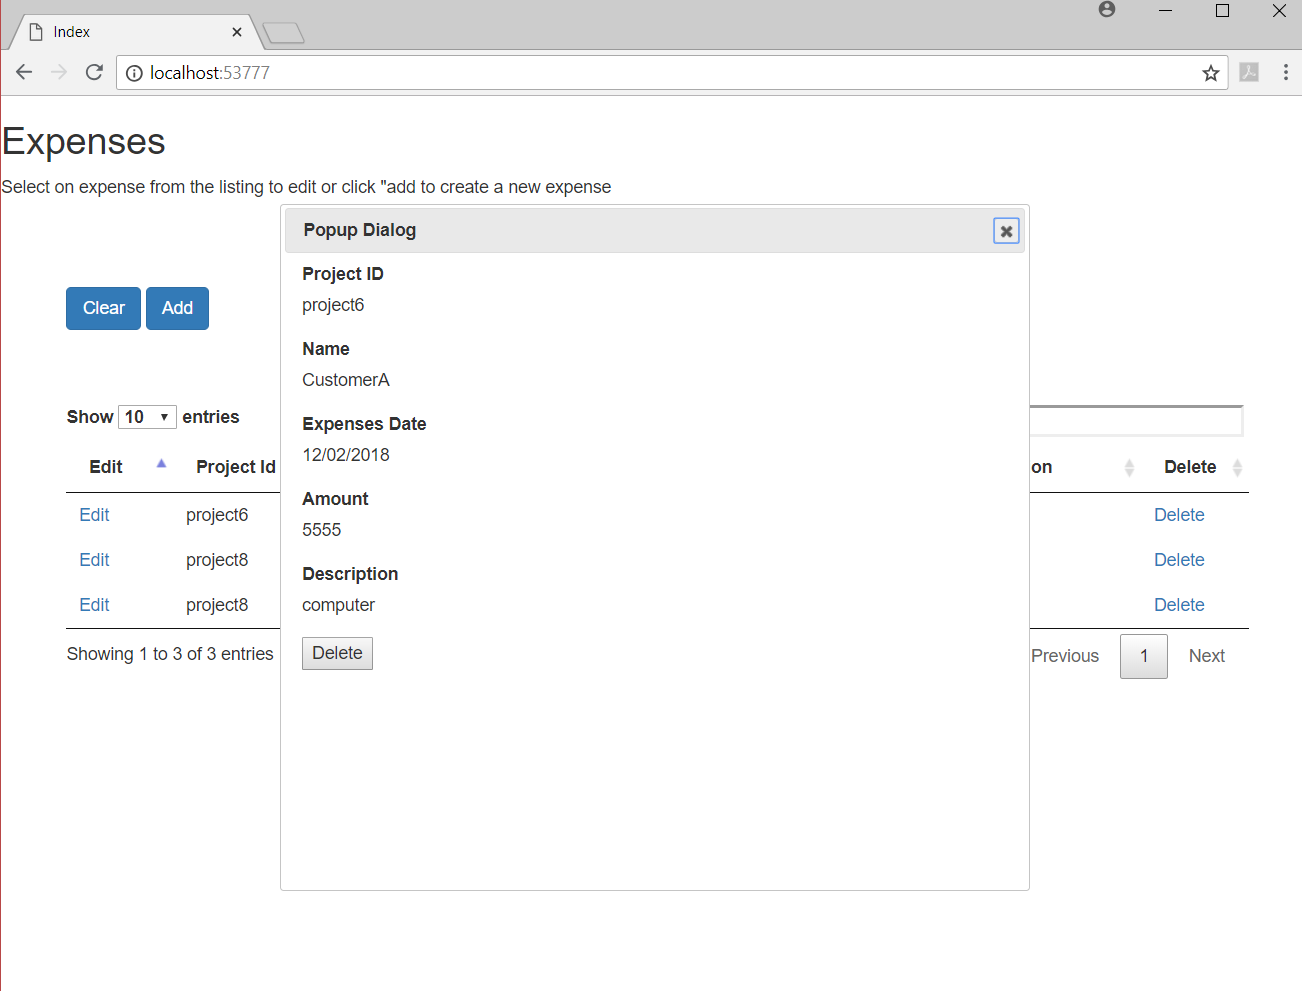 Index
localhost:53777
Expenses
Select on expense from the listing to edit or click "add to create a new expense
Clear Add
Show 10 entries
Edit Project Id on Delete
Edit project6 Delete
Edit project8 Delete
Edit project8 Delete
Showing 1 to 3 of 3 entries Previous 1 Next
Popup Dialog
Project ID
project6
Name
CustomerA
Expenses Date
12/02/2018
Amount
5555
Description
computer
Delete